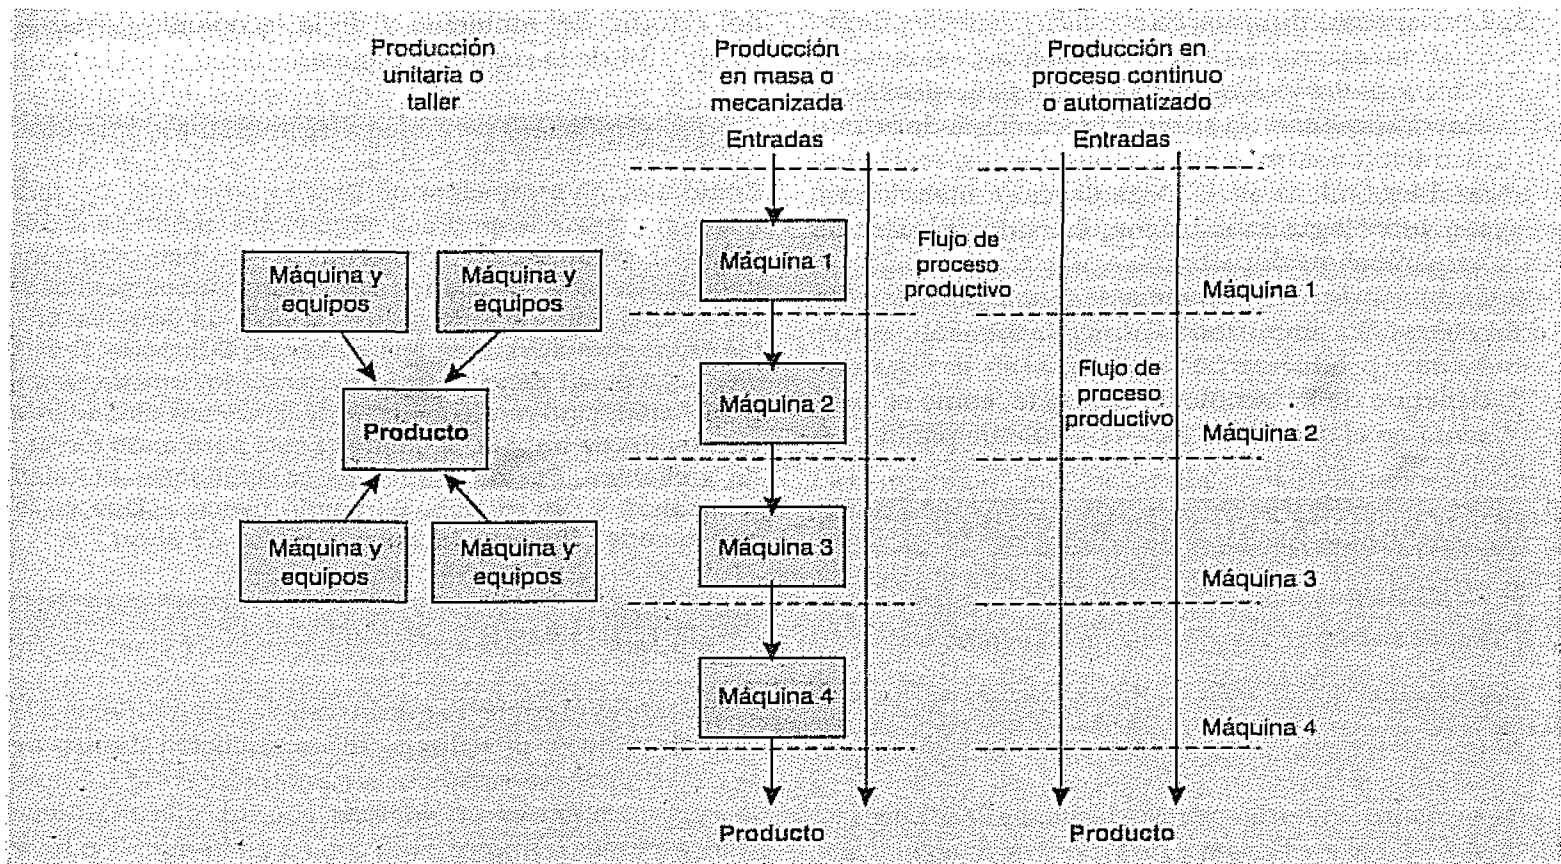 Producción
unitaria o
taller
Máquina y
equipos
Máquina y
equipos
Producto
Máquina y
equipos
Máquina y
equipos
Producción
en masa o
mecanizada
Entradas
Máquina 1
Flujo de
proceso
productivo
Máquina 2
Máquina 3
Máquina 4
Producto
Producción en
proceso continuo
o automatizado
Entradas
Máquina 1
Flujo de
proceso
productivo
Máquina 2
Máquina 3
Máquina 4
Producto